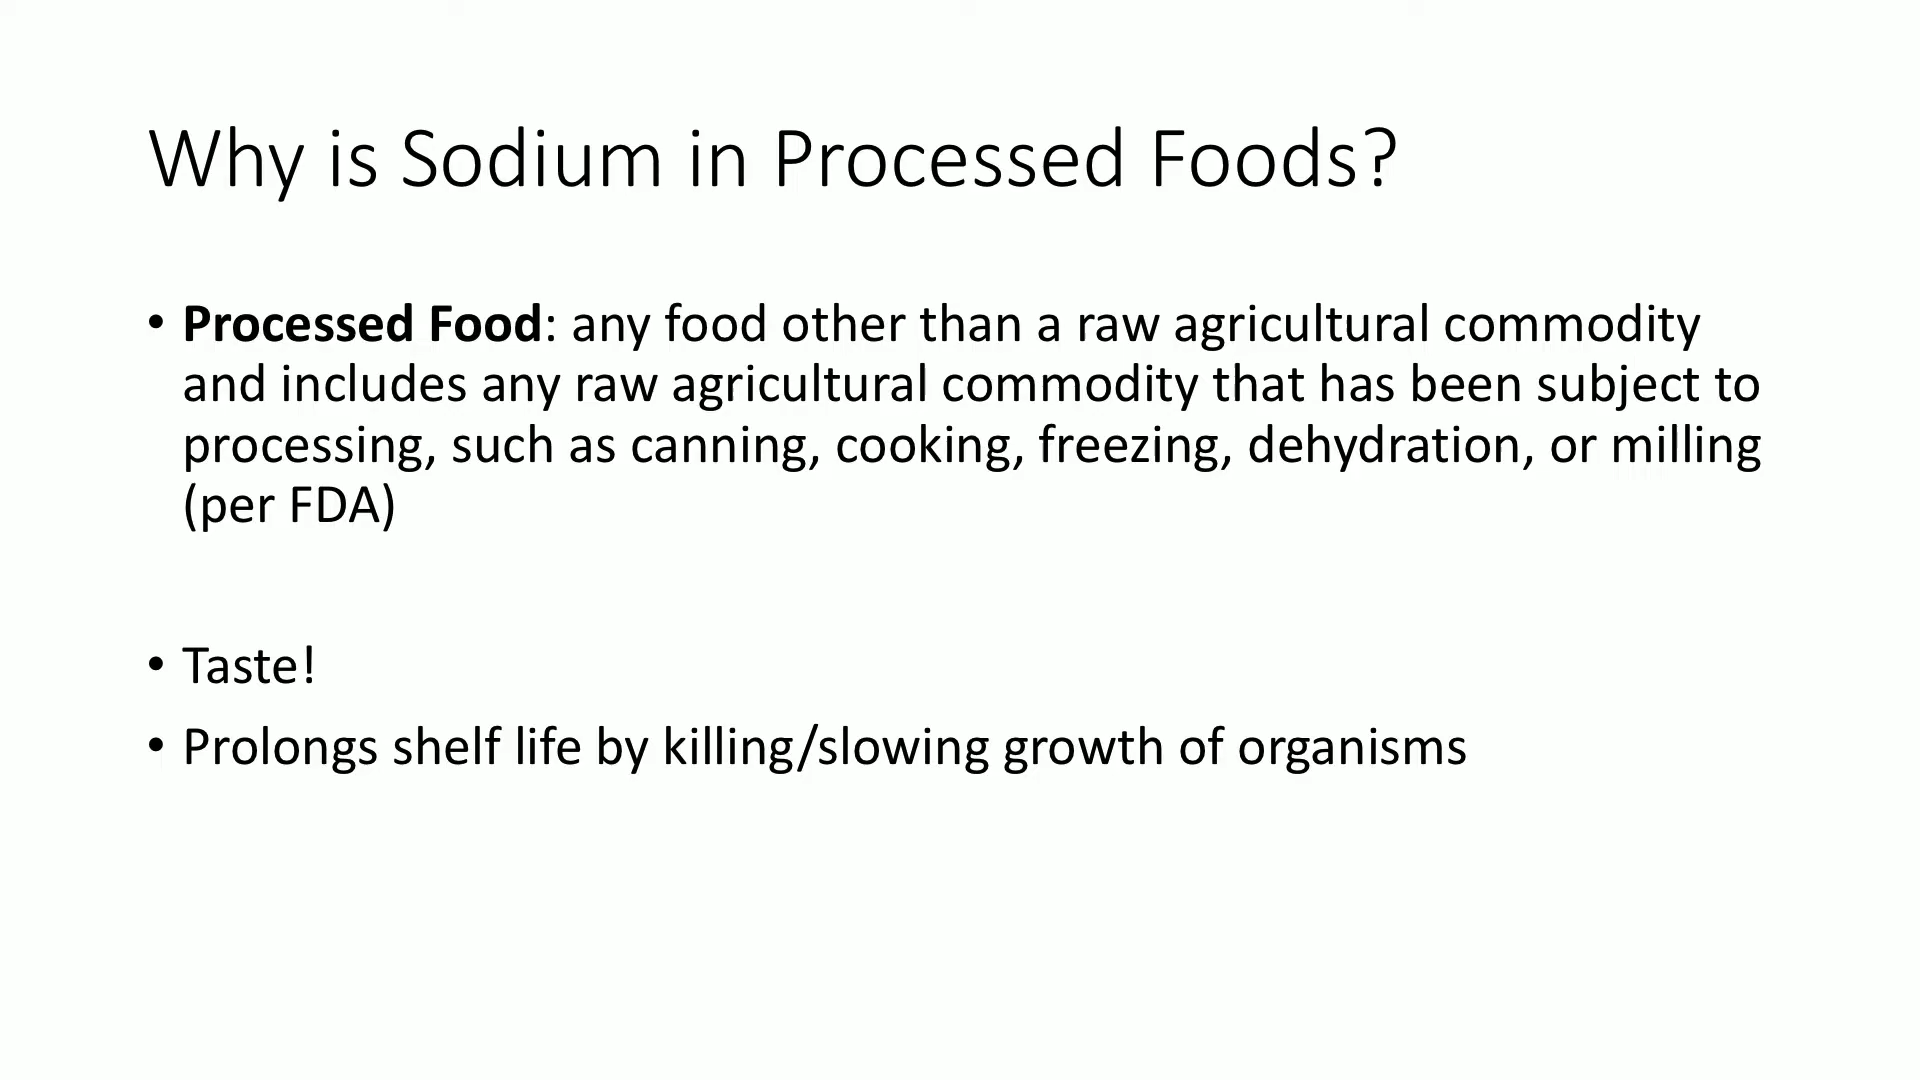 Why is Sodium in Processed Foods?
• Processed Food: any food other than a raw agricultural commodity
and includes any raw agricultural commodity that has been subject to
processing, such as canning, cooking, freezing, dehydration, or milling
(per FDA)
• Taste!
• Prolongs shelf life by killing/slowing growth of organisms